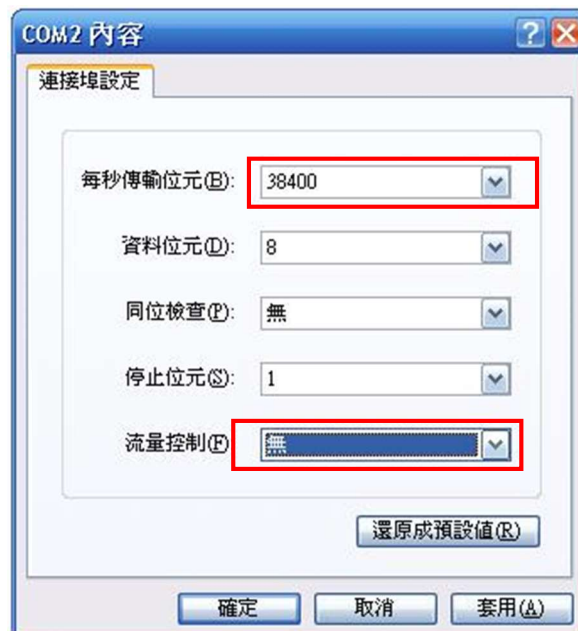 COM2 內容
連接埠設定
每秒傳輸位元(B): 38400
資料位元(D): 8
同位檢查(P): 無
停止位元(S): 1
流量控制(F) 無
還原成預設值(R)
確定 取消 套用(A)